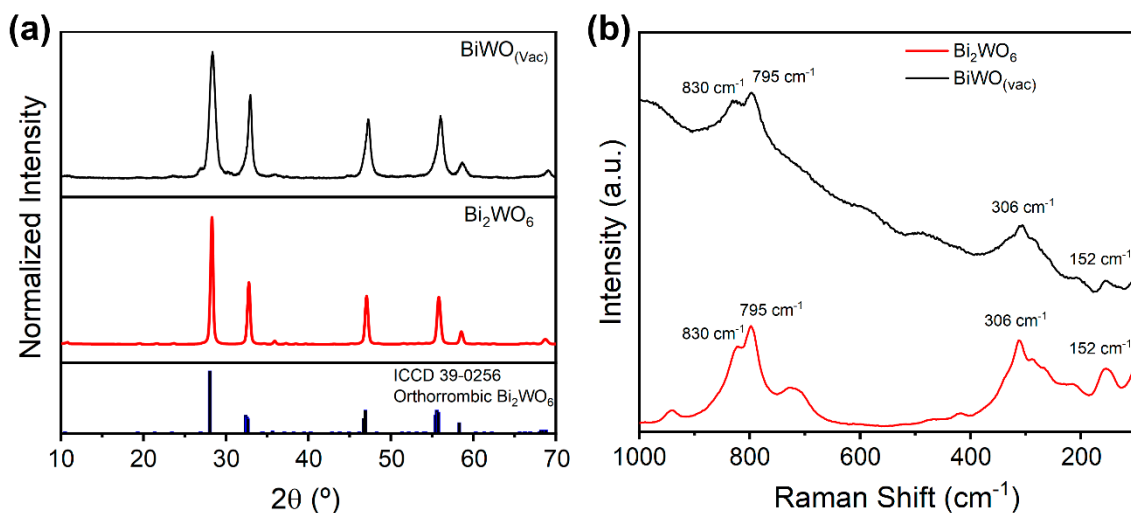 (a)
BiWO(Vac)
Bi₂WO₆
ICCD 39-0256
Orthorrombic Bi₂WO₆
Normalized Intensity
10 20 30 40 50 60 70
2θ (º)
(b)
Bi₂WO₆
BiWO(vac)
830 cm⁻¹
795 cm⁻¹
306 cm⁻¹
152 cm⁻¹
830 cm⁻¹
795 cm⁻¹
306 cm⁻¹
152 cm⁻¹
Intensity (a.u.)
1000 800 600 400 200
Raman Shift (cm⁻¹)